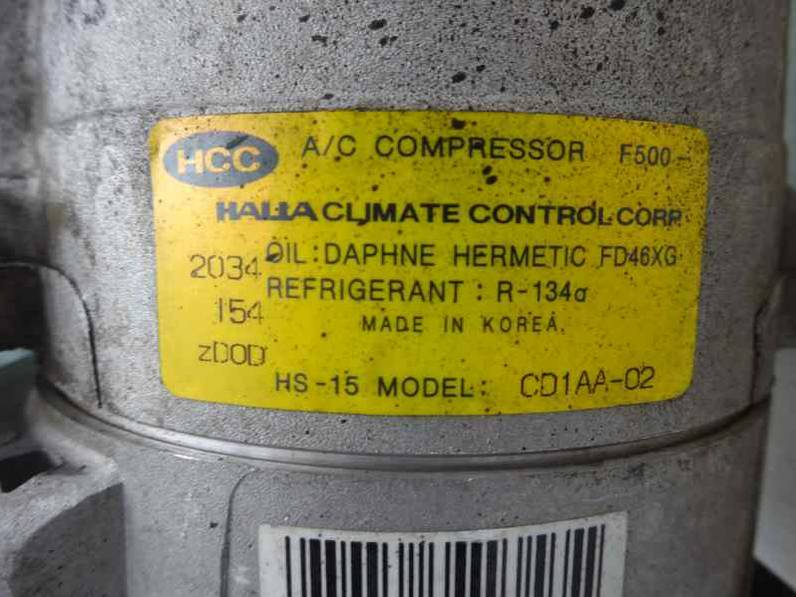 HCC A/C COMPRESSOR F500-
HALLA CLIMATE CONTROL CORP.
OIL: DAPHNE HERMETIC FD46XG
2034
REFRIGERANT : R-134a
154
MADE IN KOREA.
zD0D
HS-15 MODEL: CD1AA-02